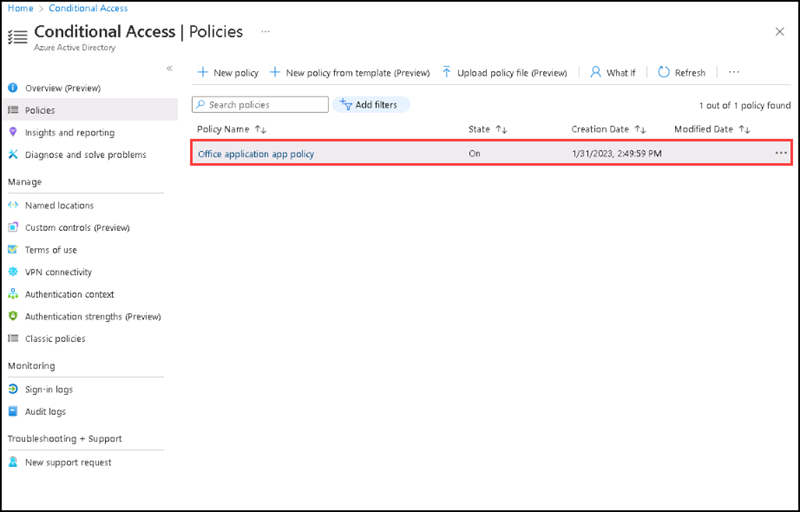 Home > Conditional Access
Conditional Access | Policies ...
Azure Active Directory
«
New policy New policy from template (Preview) Upload policy file (Preview) What If Refresh ...
Overview (Preview)
Policies
Insights and reporting
Diagnose and solve problems
Manage
Named locations
Custom controls (Preview)
Terms of use
VPN connectivity
Authentication context
Authentication strengths (Preview)
Classic policies
Monitoring
Sign-in logs
Audit logs
Troubleshooting + Support
New support request
Search policies Add filters 1 out of 1 policy found
Policy Name ↑↓ State ↑↓ Creation Date ↑↓ Modified Date ↑↓
Office application app policy On 1/31/2023, 2:49:59 PM ...